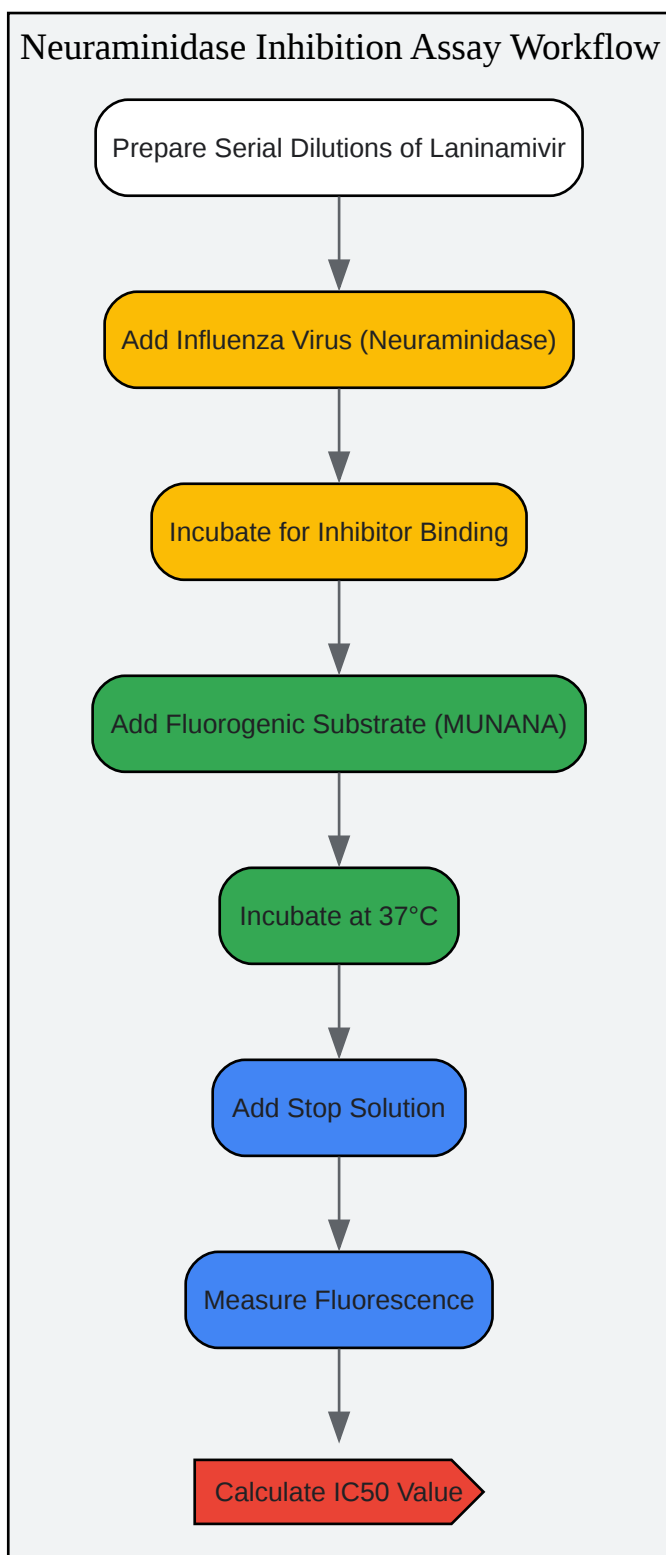 Neuraminidase Inhibition Assay Workflow
Prepare Serial Dilutions of Laninamivir
Add Influenza Virus (Neuraminidase)
Incubate for Inhibitor Binding
Add Fluorogenic Substrate (MUNANA)
Incubate at 37°C
Add Stop Solution
Measure Fluorescence
Calculate IC50 Value